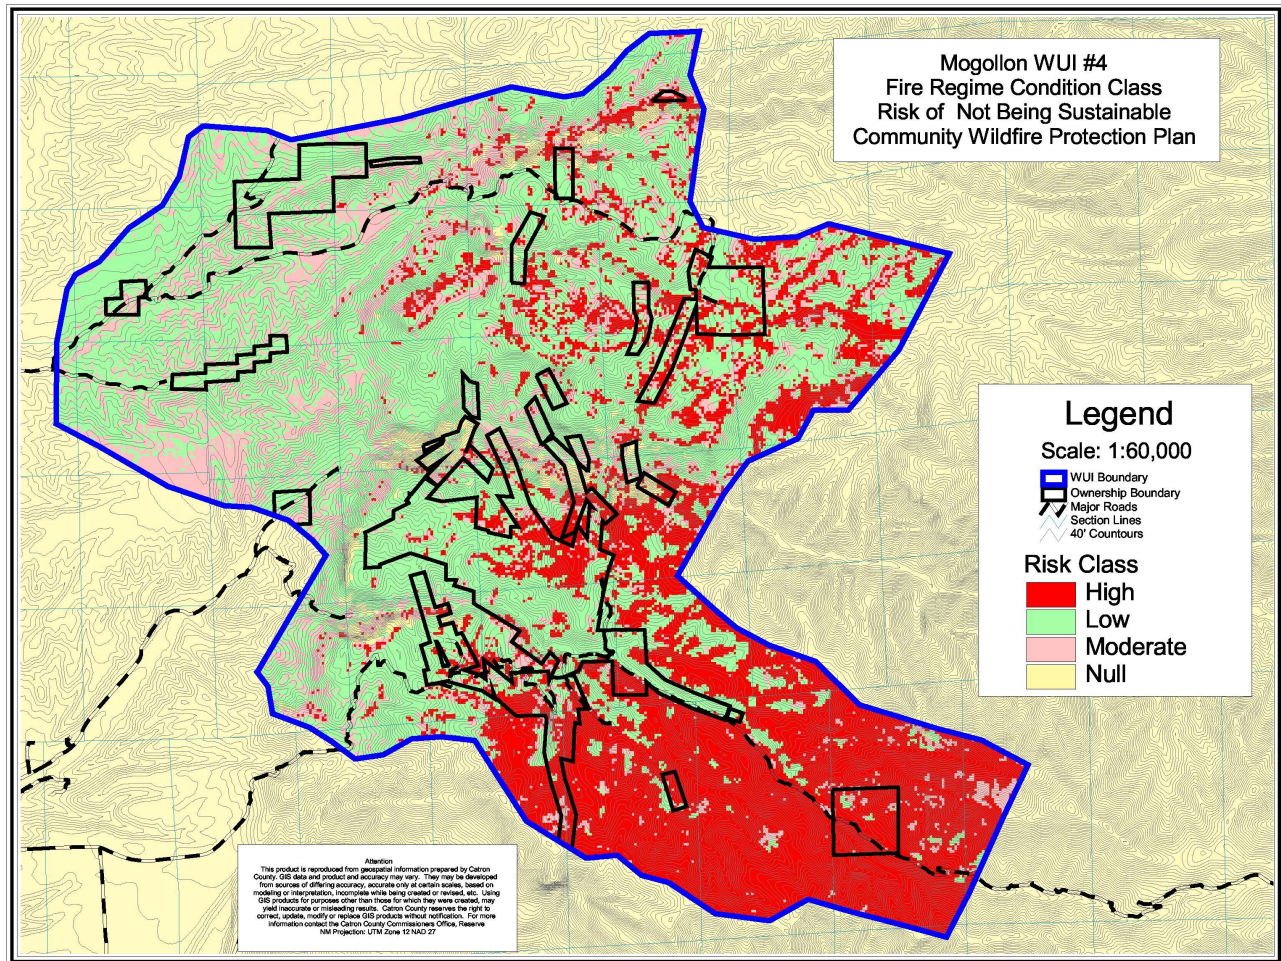 Mogollon WUI #4
Fire Regime Condition Class
Risk of Not Being Sustainable
Community Wildfire Protection Plan
Legend
Scale: 1:60,000
WUI Boundary
Ownership Boundary
Major Roads
Section Lines
40' Countours
Risk Class
High
Low
Moderate
Null
Attention
This product is reproduced from geospatial information prepared by Catron
County. GIS data and product and accuracy may vary. They may be developed
from sources of differing accuracy, accurate only at certain scales, based on
modeling or interpretation, incomplete while being created or revised, etc. Using
GIS products for purposes other than those for which they were created, may
yield inaccurate or misleading results. Catron County reserves the right to
correct, update, modify or replace GIS products without notification. For more
information contact the Catron County Commissioners Office, Reserve
NM Projection: UTM Zone 12 NAD 27